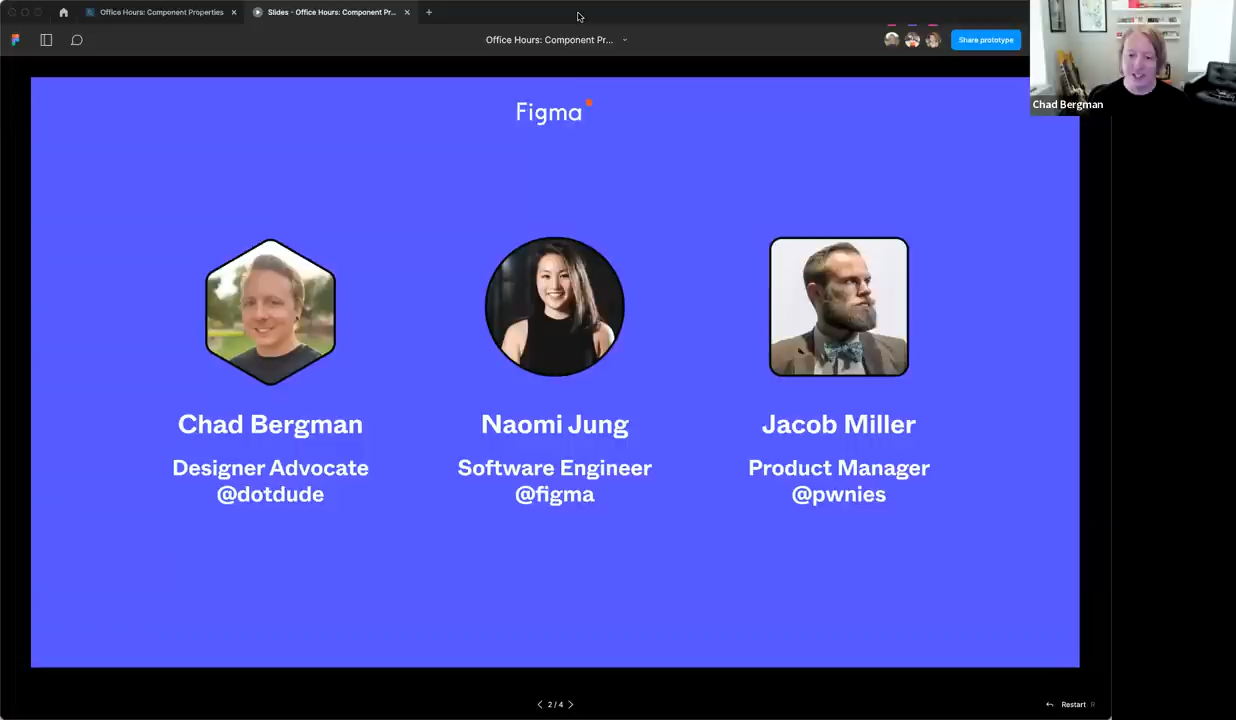 Office Hours: Component Properties
Slides - Office Hours: Component Pr...
Office Hours: Component Pr...
Share prototype
Chad Bergman
Figma
Chad Bergman
Designer Advocate
@dotdude
Naomi Jung
Software Engineer
@figma
Jacob Miller
Product Manager
@pwnies
2 / 4
Restart R